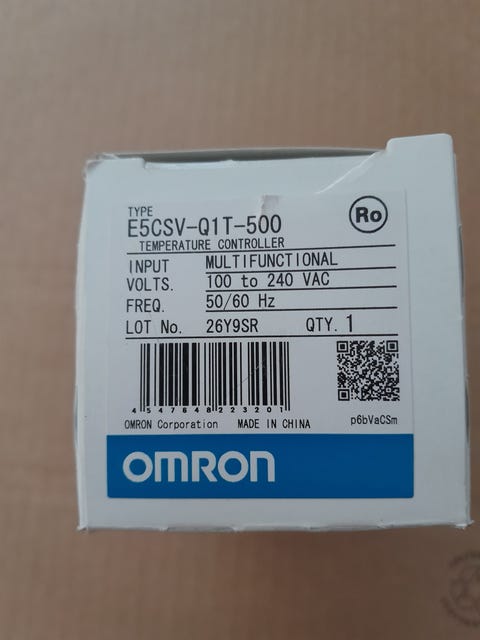 TYPE
E5CSV-Q1T-500
Ro
TEMPERATURE CONTROLLER
INPUT MULTIFUNCTIONAL
VOLTS. 100 to 240 VAC
FREQ. 50/60 Hz
LOT No. 26Y9SR QTY. 1
4 547648 223201
OMRON Corporation MADE IN CHINA p6bVaCSm
OMRON